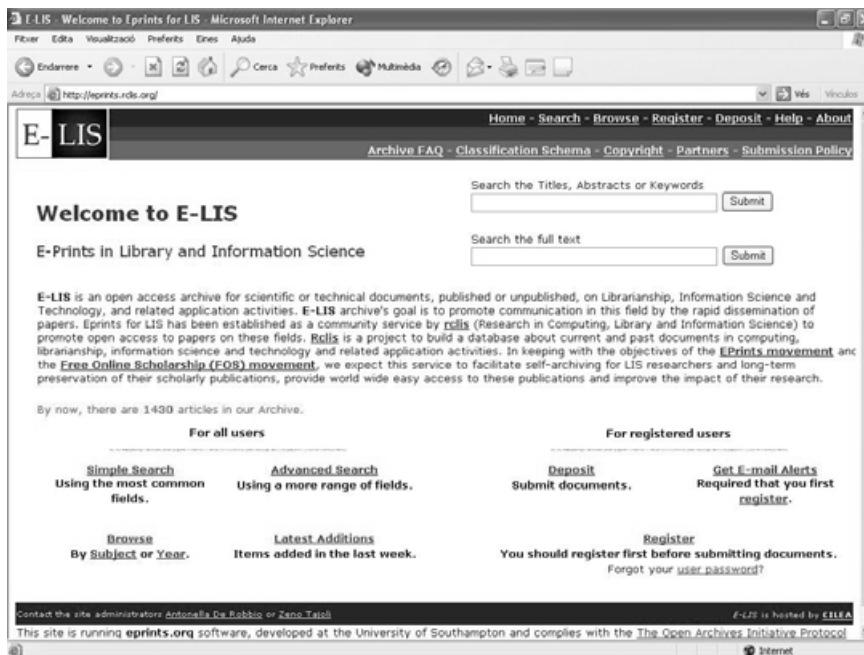 E-LIS - Welcome to Eprints for LIS - Microsoft Internet Explorer
Fitxer Edita Visualització Preferits Eines Ajuda
Endarrere Cerca Preferits Multimèdia
Adreça http://eprints.rclis.org/ Vés Vínculos
E-LIS
Home - Search - Browse - Register - Deposit - Help - About
Archive FAQ - Classification Schema - Copyright - Partners - Submission Policy
Search the Titles, Abstracts or Keywords
Submit
Welcome to E-LIS
Search the full text
E-Prints in Library and Information Science
Submit
E-LIS is an open access archive for scientific or technical documents, published or unpublished, on Librarianship, Information Science and
Technology, and related application activities. E-LIS archive's goal is to promote communication in this field by the rapid dissemination of
papers. Eprints for LIS has been established as a community service by rclis (Research in Computing, Library and Information Science) to
promote open access to papers on these fields. Rclis is a project to build a database about current and past documents in computing,
librarianship, information science and technology and related application activities. In keeping with the objectives of the EPrints movement and
the Free Online Scholarship (FOS) movement, we expect this service to facilitate self-archiving for LIS researchers and long-term
preservation of their scholarly publications, provide world wide easy access to these publications and improve the impact of their research.
By now, there are 1430 articles in our Archive.
For all users For registered users
Simple Search Advanced Search Deposit Get E-mail Alerts
Using the most common Using a more range of fields. Submit documents. Required that you first
fields. register.
Browse Latest Additions Register
By Subject or Year. Items added in the last week. You should register first before submitting documents.
Forgot your user password?
Contact the site administrators Antonella De Robbio or Zeno Tajoli E-LIS is hosted by CILEA
This site is running eprints.org software, developed at the University of Southampton and complies with the The Open Archives Initiative Protocol
Internet